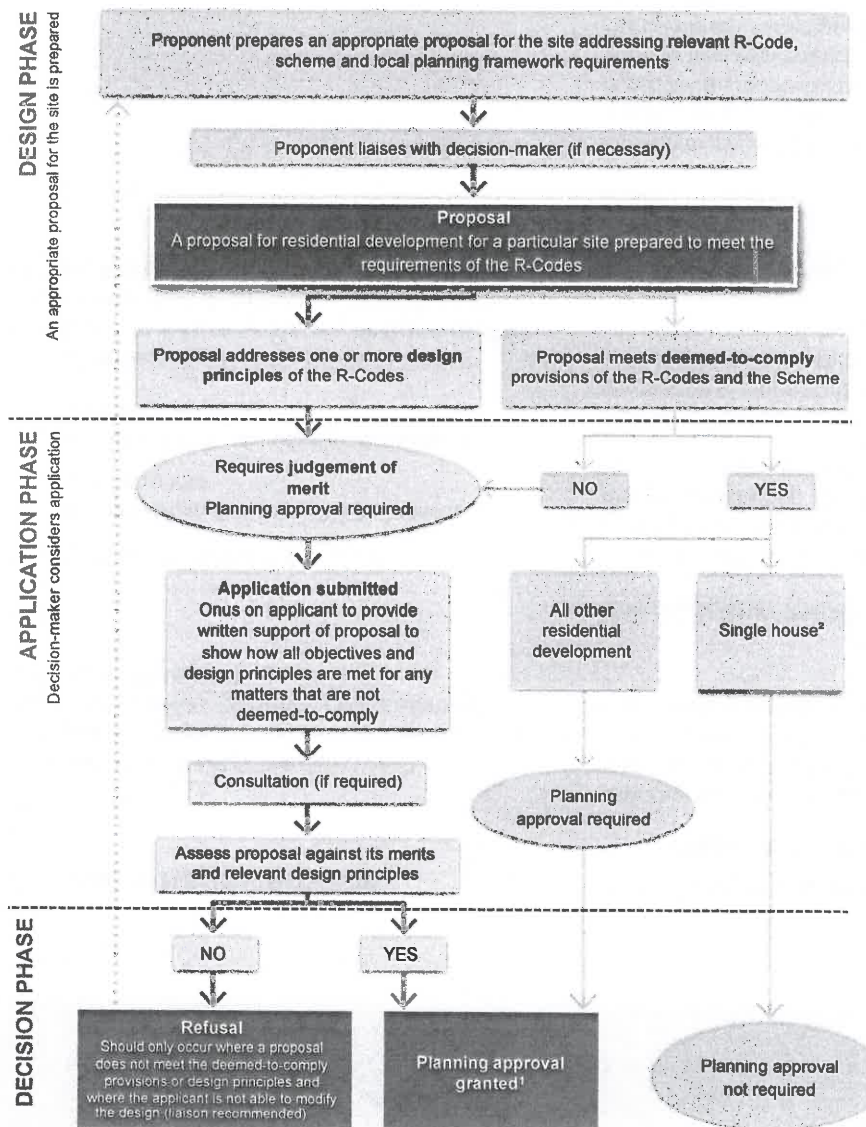 DESIGN PHASE
An appropriate proposal for the site is prepared
Proponent prepares an appropriate proposal for the site addressing relevant R-Code,
scheme and local planning framework requirements
Proponent liaises with decision-maker (if necessary)
Proposal
A proposal for residential development for a particular site prepared to meet the
requirements of the R-Codes
Proposal addresses one or more design
principles of the R-Codes
Proposal meets deemed-to-comply
provisions of the R-Codes and the Scheme
APPLICATION PHASE
Decision-maker considers application
Requires judgement of
merit
Planning approval required
NO
YES
Application submitted
Onus on applicant to provide
written support of proposal to
show how all objectives and
design principles are met for any
matters that are not
deemed-to-comply
All other
residential
development
Single house²
Consultation (if required)
Planning
approval required
Assess proposal against its merits
and relevant design principles
DECISION PHASE
NO
YES
Refusal
Should only occur where a proposal
does not meet the deemed-to-comply
provisions or design principles and
where the applicant is not able to modify
the design (liaison recommended)
Planning approval
granted¹
Planning approval
not required